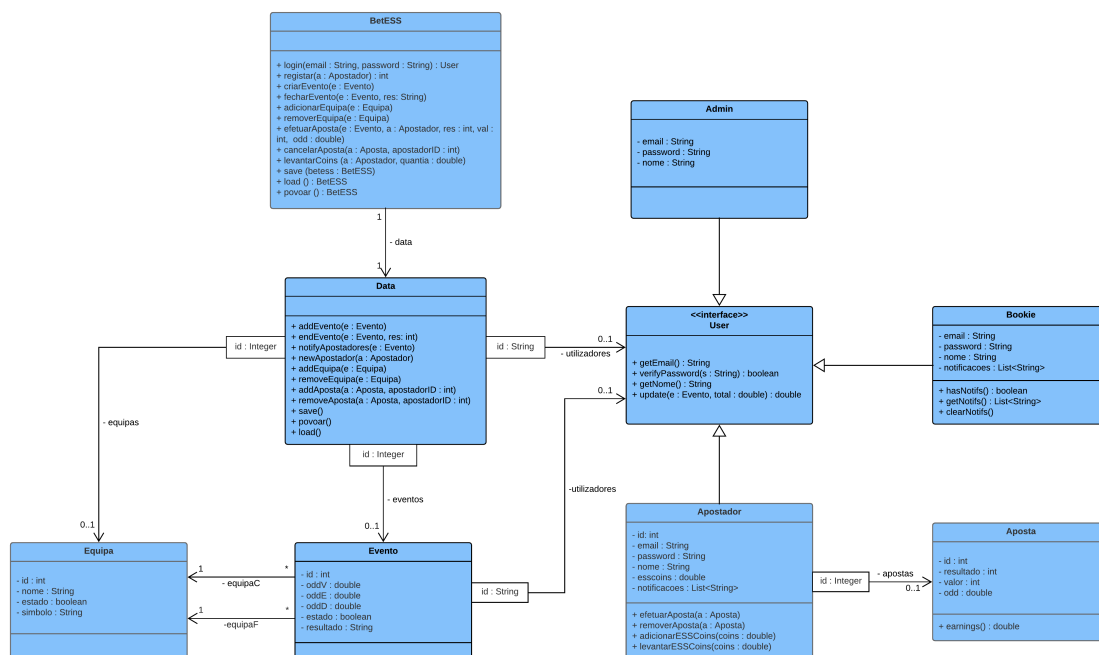 BetESS
+ login(email : String, password : String) : User
+ registar(a : Apostador) : int
+ criarEvento(e : Evento)
+ fecharEvento(e : Evento, res: String)
+ adicionarEquipa(e : Equipa)
+ removerEquipa(e : Equipa)
+ efetuarAposta(e : Evento, a : Apostador, res : int, val :
int, odd : double)
+ cancelarAposta(a : Aposta, apostadorID : int)
+ levantarCoins (a : Apostador, quantia : double)
+ save (betess : BetESS)
+ load () : BetESS
+ povoar () : BetESS
1
- data
1
Admin
- email : String
- password : String
- nome : String
Data
+ addEvento(e : Evento)
+ endEvento(e : Evento, res: int)
+ notifyApostadores(e : Evento)
+ newApostador(a : Apostador)
+ addEquipa(e : Equipa)
+ removeEquipa(e : Equipa)
+ addAposta(a : Aposta, apostadorID : int)
+ removeAposta(a : Aposta, apostadorID : int)
+ save()
+ povoar()
+ load()
id : Integer
id : String
id : Integer
0..1
- utilizadores
0..1
<<interface>>
User
+ getEmail() : String
+ verifyPassword(s : String) : boolean
+ getNome() : String
+ update(e : Evento, total : double) : double
Bookie
- email : String
- password : String
- nome : String
- notificacoes : List<String>
+ hasNotifs() : boolean
+ getNotifs() : List<String>
+ clearNotifs()
- equipas
0..1
- eventos
0..1
-utilizadores
Equipa
- id : int
- nome : String
- estado : boolean
- simbolo : String
1
*
- equipaC
1
*
-equipaF
Evento
- id : int
- oddV : double
- oddE : double
- oddD : double
- estado : boolean
- resultado : String
id : String
Apostador
- id: int
- email : String
- password : String
- nome : String
- esscoins : double
- notificacoes : List<String>
+ efetuarAposta(a : Aposta)
+ removerAposta(a : Aposta)
+ adicionarESSCoins(coins : double)
+ levantarESSCoins(coins : double)
id : Integer
- apostas
0..1
Aposta
- id : int
- resultado : int
- valor : int
- odd : double
+ earnings() : double